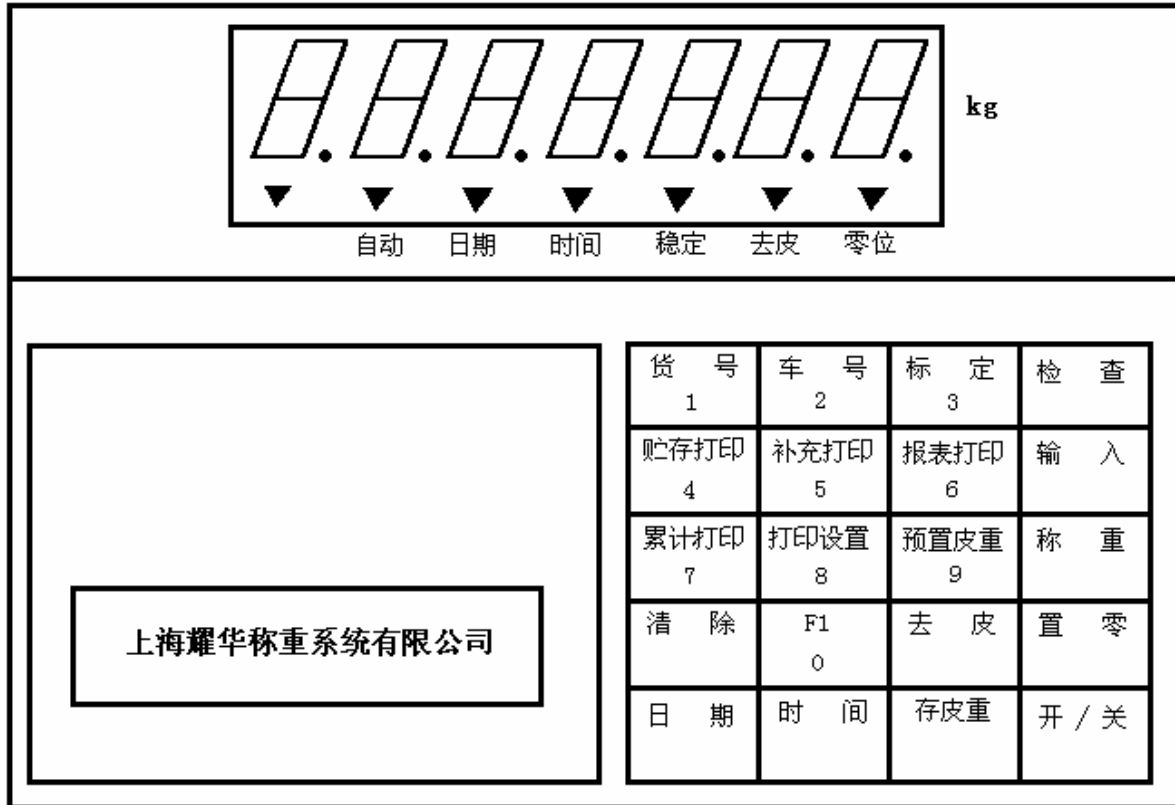 kg
自动 日期 时间 稳定 去皮 零位
货号 车号 标定 检查
1 2 3
贮存打印 补充打印 报表打印 输入
4 5 6
累计打印 打印设置 预置皮重 称重
7 8 9
清除 F1 去皮 置零
0
日期 时间 存皮重 开/关
上海耀华称重系统有限公司